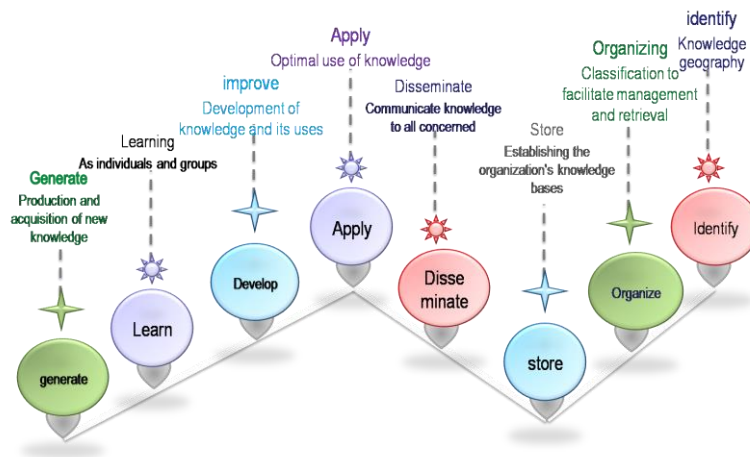 Generate
Production and
acquisition of new
knowledge
generate
Learning
As individuals and groups
Learn
improve
Development of
knowledge and its uses
Develop
Apply
Optimal use of knowledge
Apply
Disseminate
Communicate knowledge
to all concerned
Disse
minate
Store
Establishing the
organization's knowledge
bases
store
Organizing
Classification to
facilitate management
and retrieval
Organize
identify
Knowledge
geography
Identify